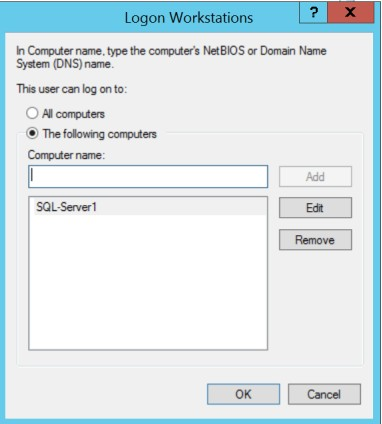 Logon Workstations
? X
In Computer name, type the computer's NetBIOS or Domain Name
System (DNS) name.
This user can log on to:
All computers
The following computers
Computer name:
Add
SQL-Server1
Edit
Remove
OK
Cancel